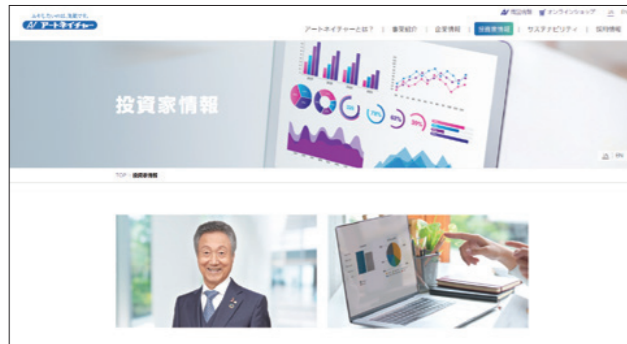 アートネイチャー
オンラインショップ
アートネイチャーとは？ | 事業紹介 | 企業情報 | 投資家情報 | サステナビリティ | 採用情報
投資家情報
EN
TOP
投資家情報